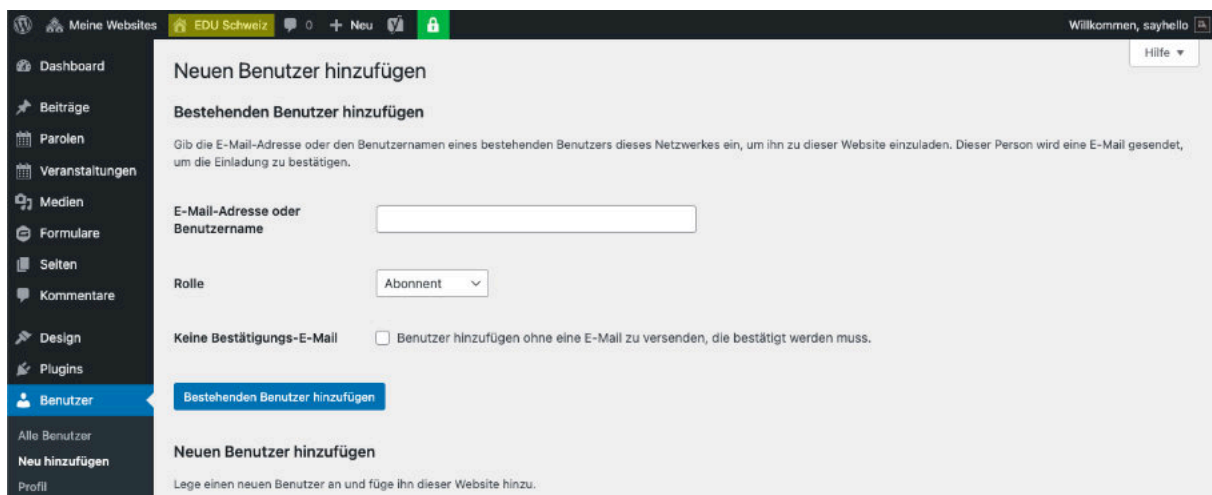 Meine Websites EDU Schweiz 0 + Neu Willkommen, sayhello
Hilfe
Dashboard
Beiträge
Parolen
Veranstaltungen
Medien
Formulare
Seiten
Kommentare
Design
Plugins
Benutzer
Alle Benutzer
Neu hinzufügen
Profil
Neuen Benutzer hinzufügen
Bestehenden Benutzer hinzufügen
Gib die E-Mail-Adresse oder den Benutzernamen eines bestehenden Benutzers dieses Netzwerkes ein, um ihn zu dieser Website einzuladen. Dieser Person wird eine E-Mail gesendet,
um die Einladung zu bestätigen.
E-Mail-Adresse oder
Benutzername
Rolle
Abonnent
Keine Bestätigungs-E-Mail
Benutzer hinzufügen ohne eine E-Mail zu versenden, die bestätigt werden muss.
Bestehenden Benutzer hinzufügen
Neuen Benutzer hinzufügen
Lege einen neuen Benutzer an und füge ihn dieser Website hinzu.